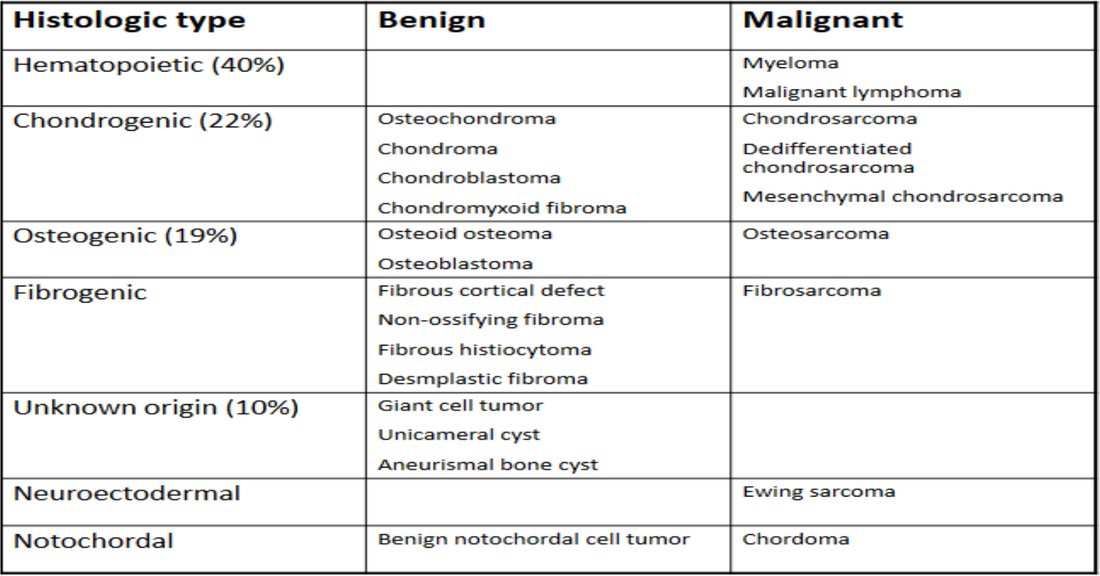 Histologic type Benign Malignant
Hematopoietic (40%) Myeloma
Malignant lymphoma
Chondrogenic (22%) Osteochondroma Chondrosarcoma
Chondroma Dedifferentiated
chondrosarcoma
Chondroblastoma
Mesenchymal chondrosarcoma
Chondromyxoid fibroma
Osteogenic (19%) Osteoid osteoma Osteosarcoma
Osteoblastoma
Fibrogenic Fibrous cortical defect Fibrosarcoma
Non-ossifying fibroma
Fibrous histiocytoma
Desmplastic fibroma
Unknown origin (10%) Giant cell tumor
Unicameral cyst
Aneurismal bone cyst
Neuroectodermal Ewing sarcoma
Notochordal Benign notochordal cell tumor Chordoma